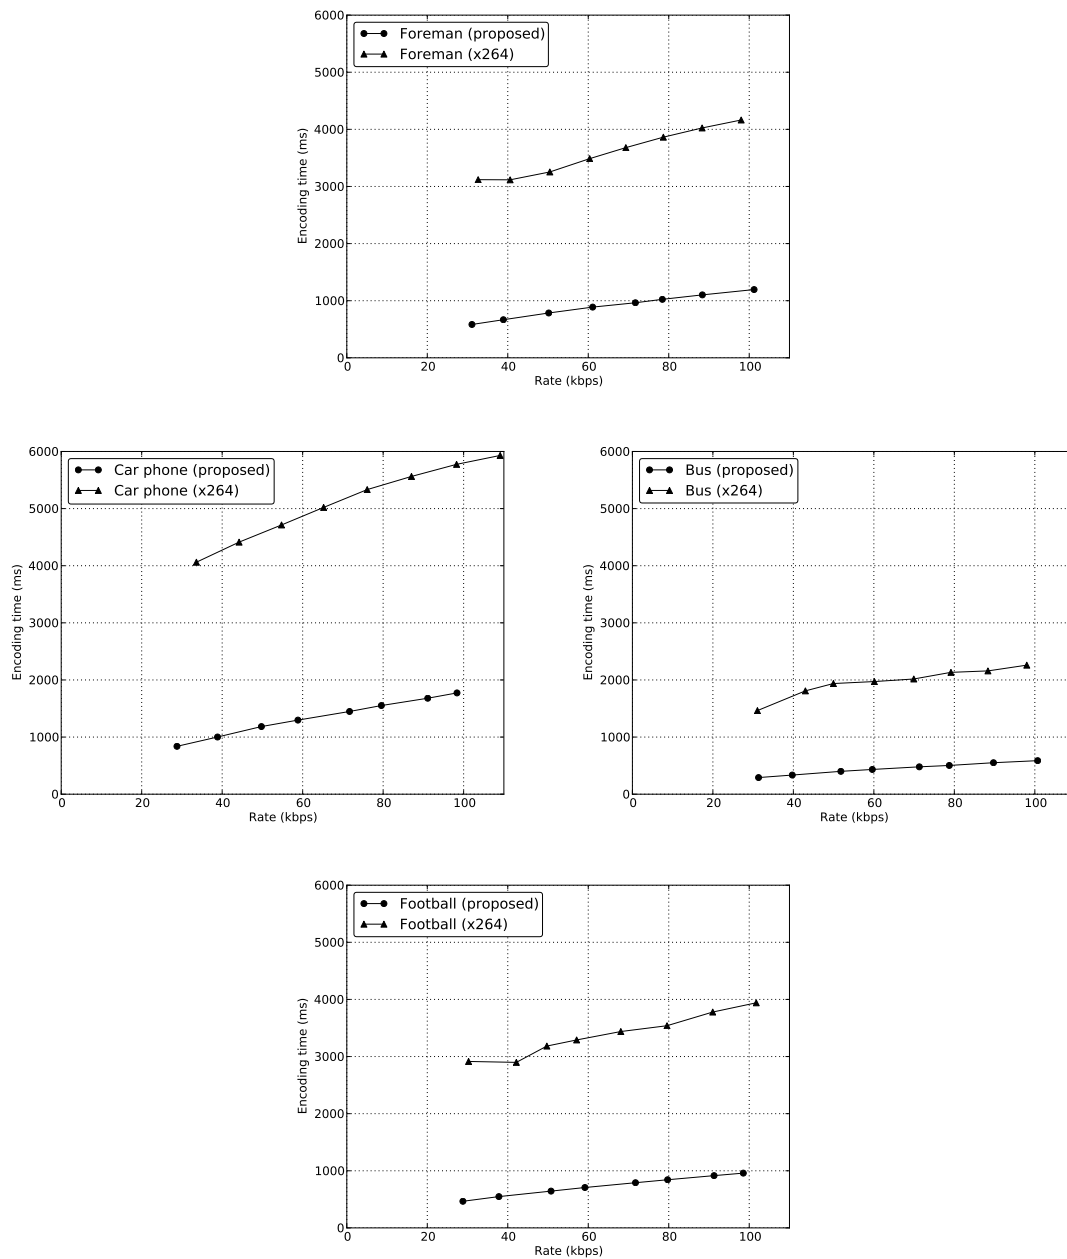 6000
5000
4000
3000
2000
1000
0
Encoding time (ms)
Foreman (proposed)
Foreman (x264)
0 20 40 60 80 100
Rate (kbps)
6000
5000
4000
3000
2000
1000
0
Encoding time (ms)
Car phone (proposed)
Car phone (x264)
0 20 40 60 80 100
Rate (kbps)
6000
5000
4000
3000
2000
1000
0
Encoding time (ms)
Bus (proposed)
Bus (x264)
0 20 40 60 80 100
Rate (kbps)
6000
5000
4000
3000
2000
1000
0
Encoding time (ms)
Football (proposed)
Football (x264)
0 20 40 60 80 100
Rate (kbps)